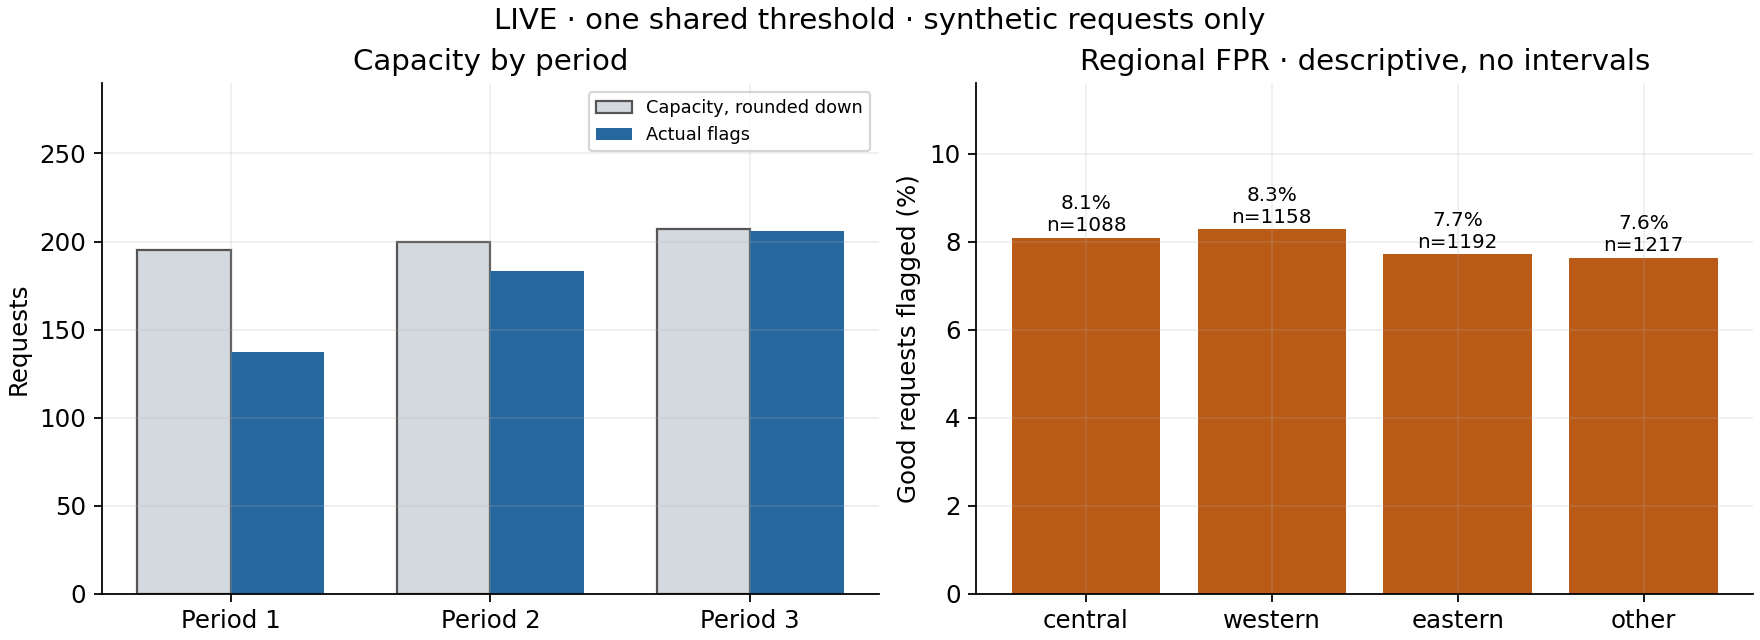 LIVE · one shared threshold · synthetic requests only
Capacity by period
Capacity, rounded down
Actual flags
Requests
250
200
150
100
50
0
Period 1
Period 2
Period 3
Regional FPR · descriptive, no intervals
Good requests flagged (%)
10
8
6
4
2
0
8.1%
n=1088
8.3%
n=1158
7.7%
n=1192
7.6%
n=1217
central
western
eastern
other